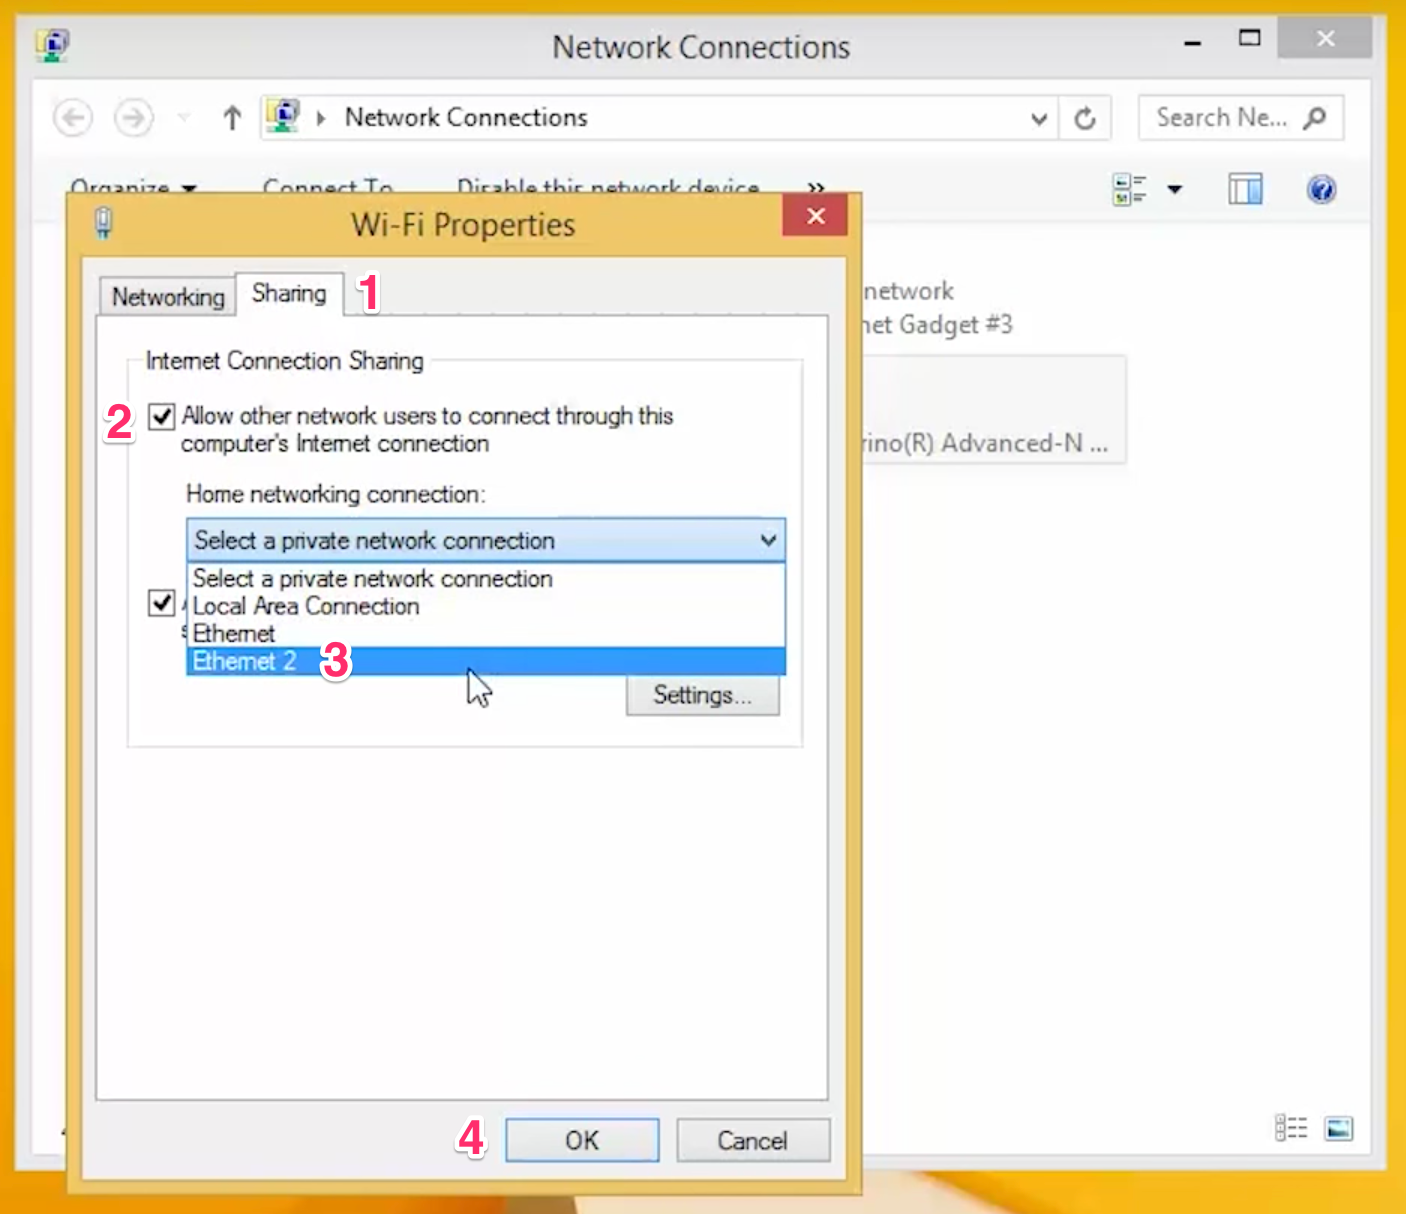 Network Connections
Network Connections
Search Ne...
Organize
Connect To
Disable this network device
»
Wi-Fi Properties
Networking
Sharing
1
network
net Gadget #3
Internet Connection Sharing
2
Allow other network users to connect through this
computer's Internet connection
rino(R) Advanced-N ...
Home networking connection:
Select a private network connection
Select a private network connection
Local Area Connection
Ethernet
Ethernet 2
3
Settings...
4
OK
Cancel